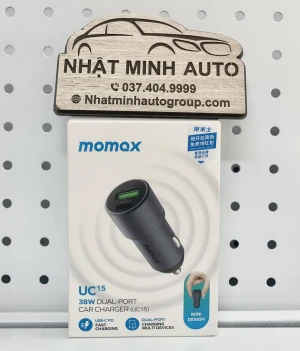 NHẬT MINH AUTO
037.404.9999
Nhatminhautogroup.com
momax
UC15
38W DUAL-PORT
CAR CHARGER (UC15)
USB-C PD
FAST
CHARGING
DUAL-PORT
CHARGING
MULTI DEVICES
MINI
DESIGN